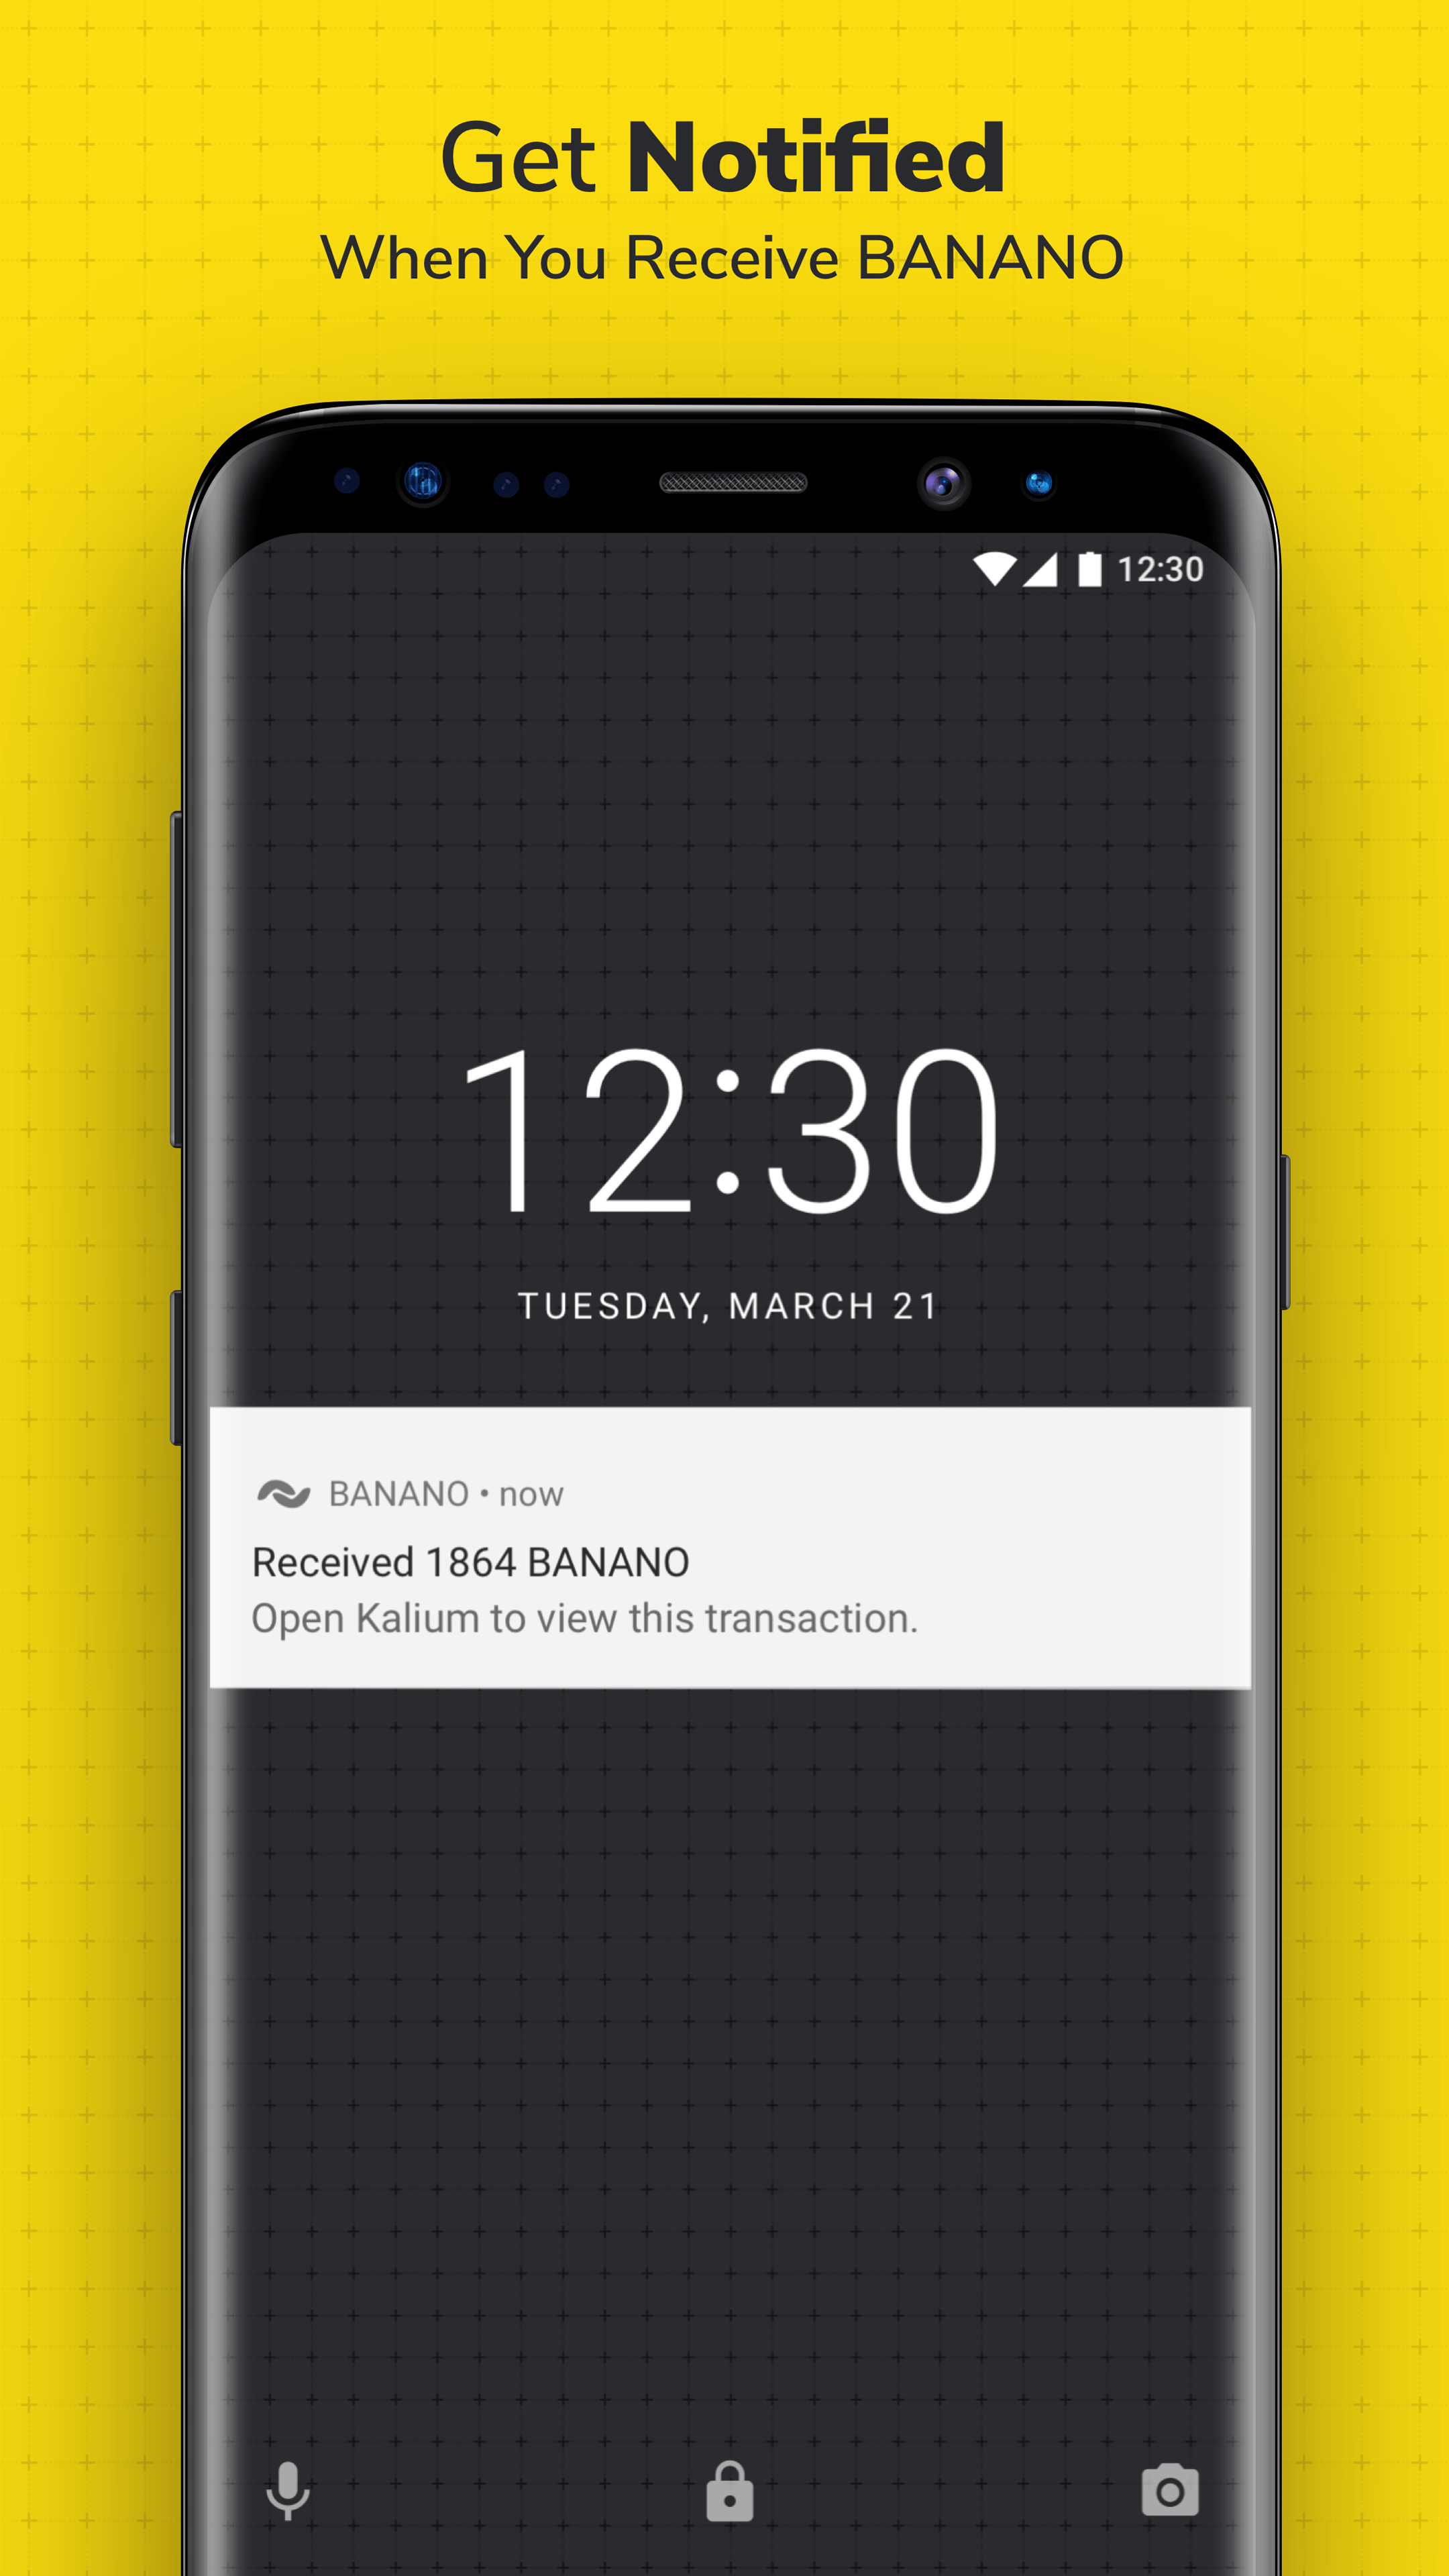 Get Notified
When You Receive BANANO
12:30
12:30
TUESDAY, MARCH 21
BANANO • now
Received 1864 BANANO
Open Kalium to view this transaction.